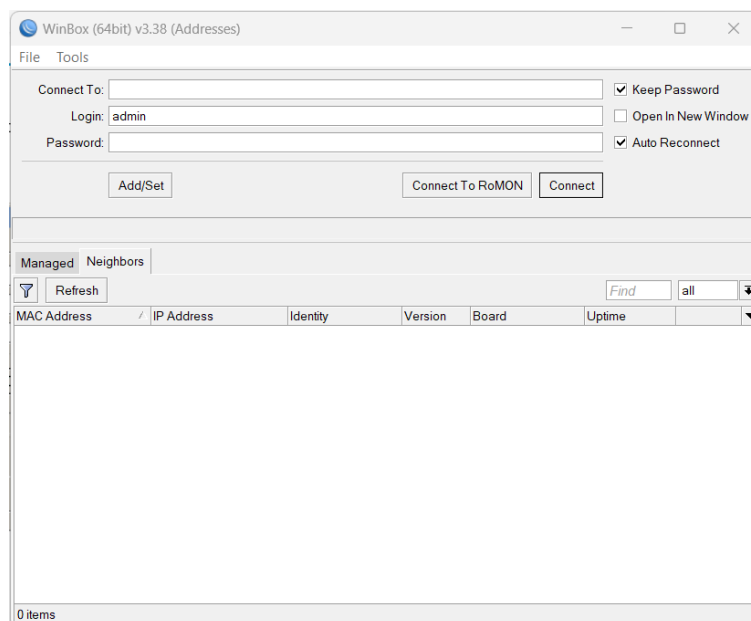 WinBox (64bit) v3.38 (Addresses)
File Tools
Connect To: Keep Password
Login: admin Open In New Window
Password: Auto Reconnect
Add/Set Connect To RoMON Connect
Managed Neighbors
Refresh Find all
MAC Address IP Address Identity Version Board Uptime
0 items